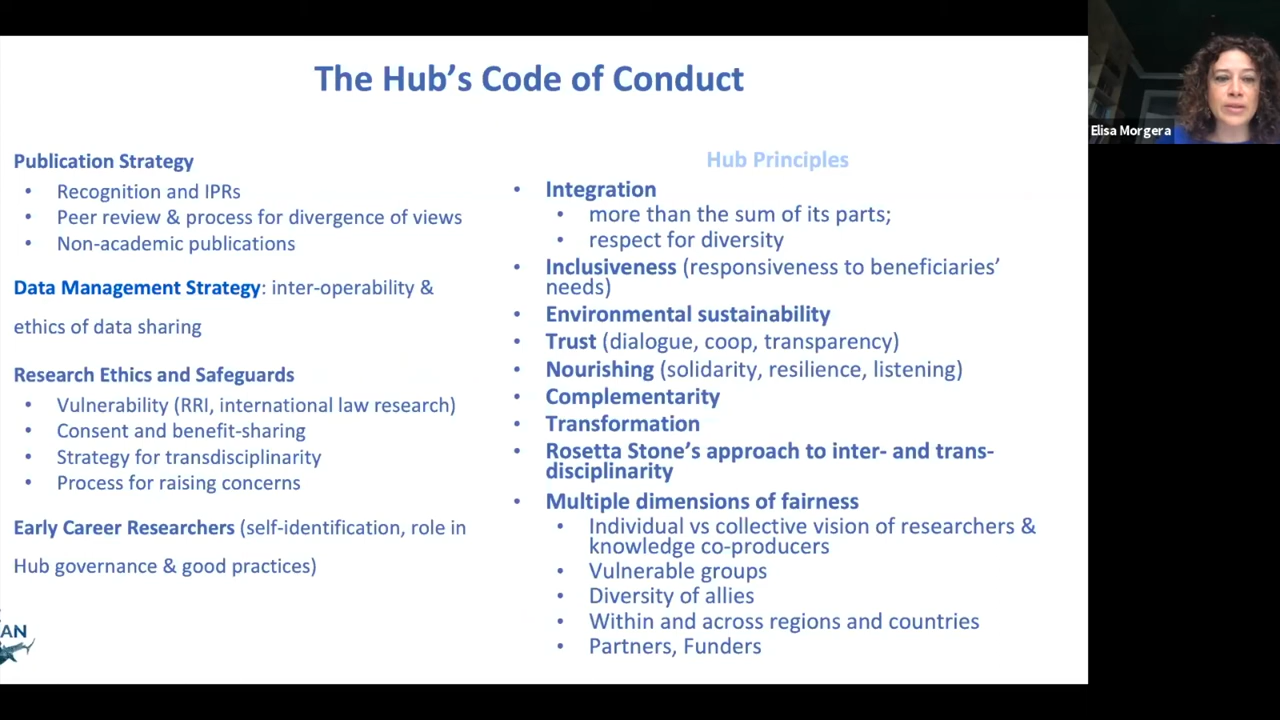 The Hub's Code of Conduct
Elisa Morgera
Publication Strategy
• Recognition and IPRs
• Peer review & process for divergence of views
• Non-academic publications
Data Management Strategy: inter-operability &
ethics of data sharing
Research Ethics and Safeguards
• Vulnerability (RRI, international law research)
• Consent and benefit-sharing
• Strategy for transdisciplinarity
• Process for raising concerns
Early Career Researchers (self-identification, role in
Hub governance & good practices)
AN
Hub Principles
• Integration
• more than the sum of its parts;
• respect for diversity
• Inclusiveness (responsiveness to beneficiaries'
needs)
• Environmental sustainability
• Trust (dialogue, coop, transparency)
• Nourishing (solidarity, resilience, listening)
• Complementarity
• Transformation
• Rosetta Stone's approach to inter- and trans-
disciplinarity
• Multiple dimensions of fairness
• Individual vs collective vision of researchers &
knowledge co-producers
• Vulnerable groups
• Diversity of allies
• Within and across regions and countries
• Partners, Funders